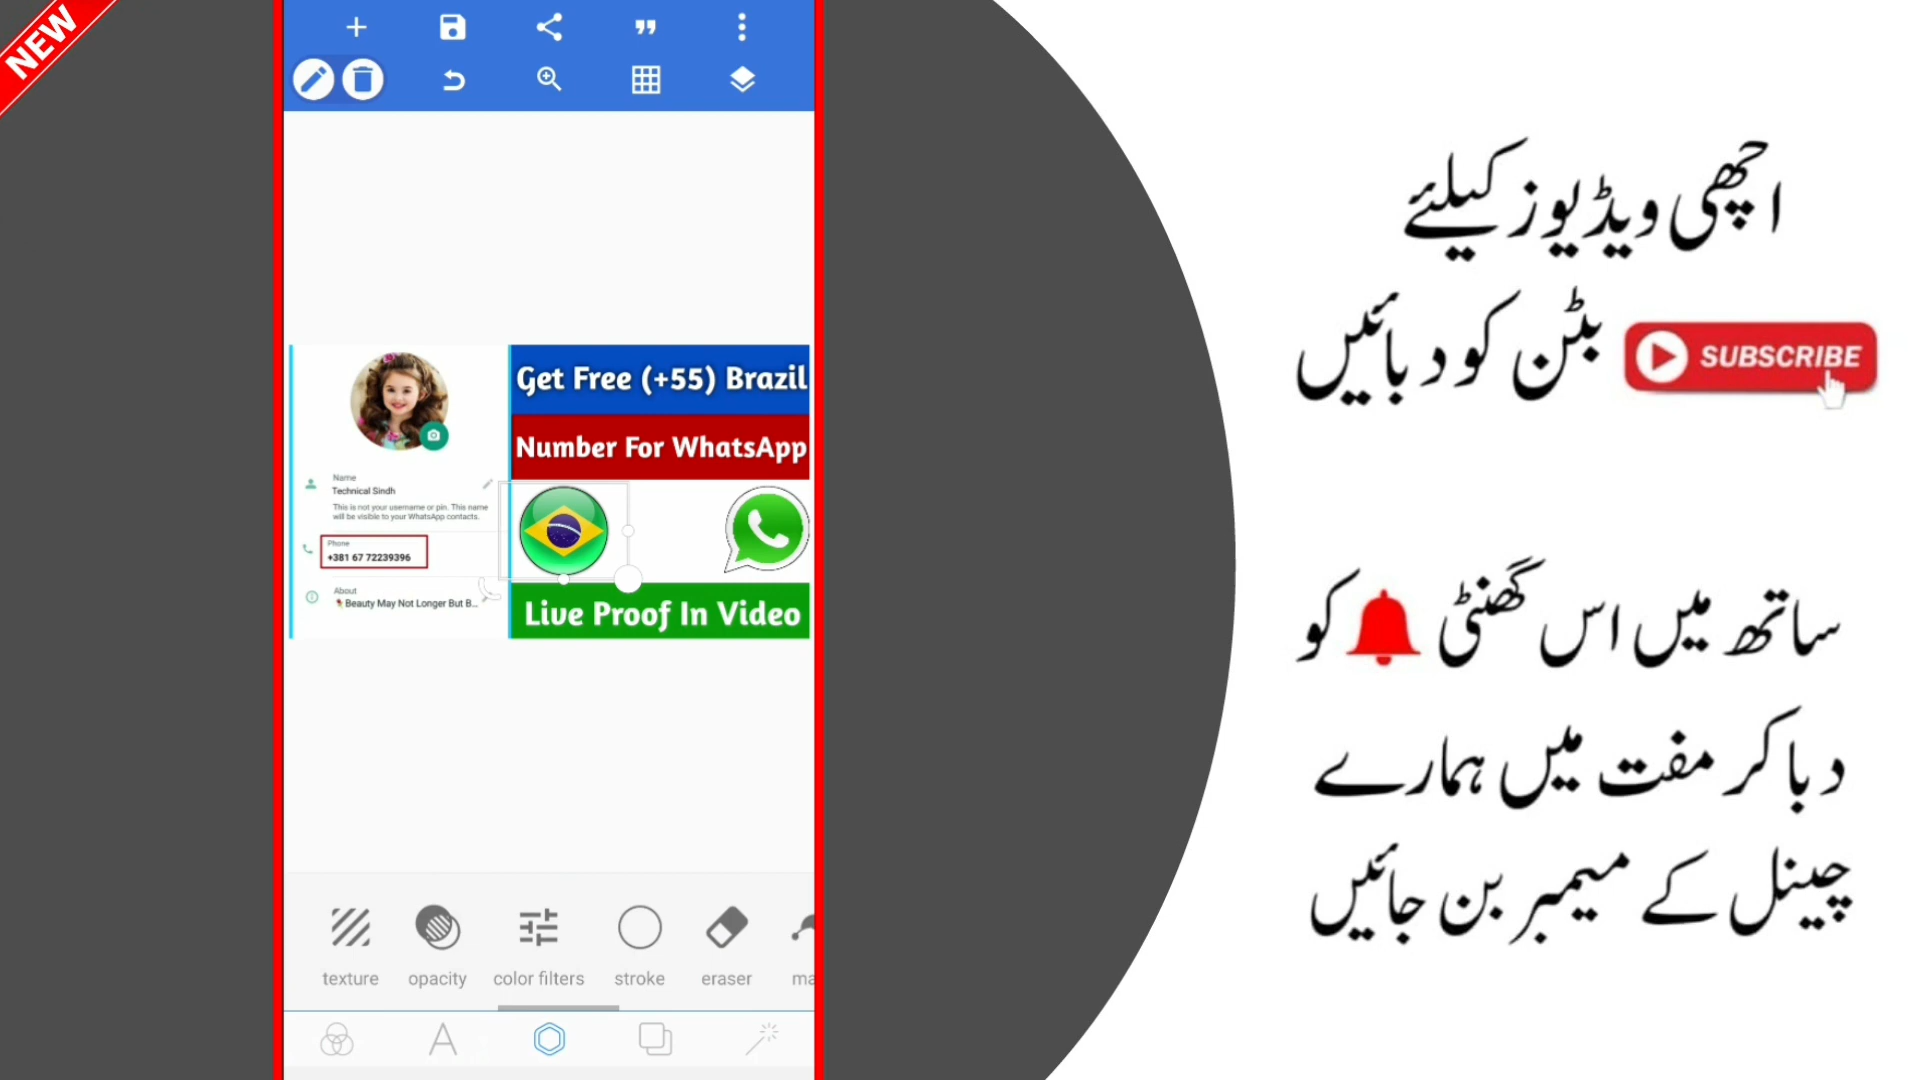 NEW
Get Free (+55) Brazil
Number For WhatsApp
Name
Technical Sindh
This is not your username or pin. This name
will be visible to your WhatsApp contacts.
Phone
+381 67 72239396
About
Beauty May Not Longer But B...
Live Proof In Video
texture
opacity
color filters
stroke
eraser
ma
اچھی ویڈیوز کیلئے
بٹن کو دبائیں
SUBSCRIBE
ساتھ میں اس گھنٹی کو
دبا کر مفت میں ہمارے
چینل کے میمبر بن جائیں